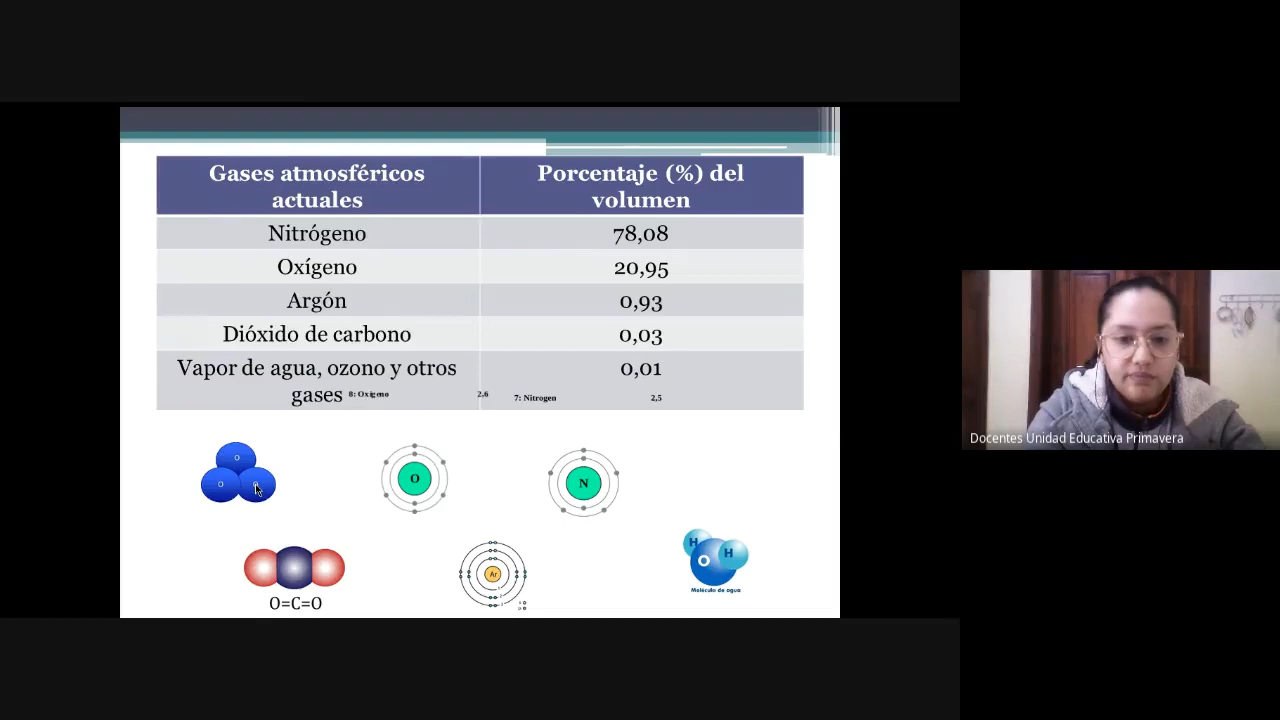 Gases atmosféricos
actuales
Porcentaje (%) del
volumen
Nitrógeno
78,08
Oxígeno
20,95
Argón
0,93
Dióxido de carbono
0,03
Vapor de agua, ozono y otros
gases
0,01
8: Oxígeno 2,6
7: Nitrogen 2,5
O
O
O
O
N
O=C=O
Ar
H
O
H
Molécula de agua
Docentes Unidad Educativa Primavera